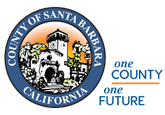 COUNTY OF SANTA BARBARA
CALIFORNIA
one
COUNTY
one
FUTURE